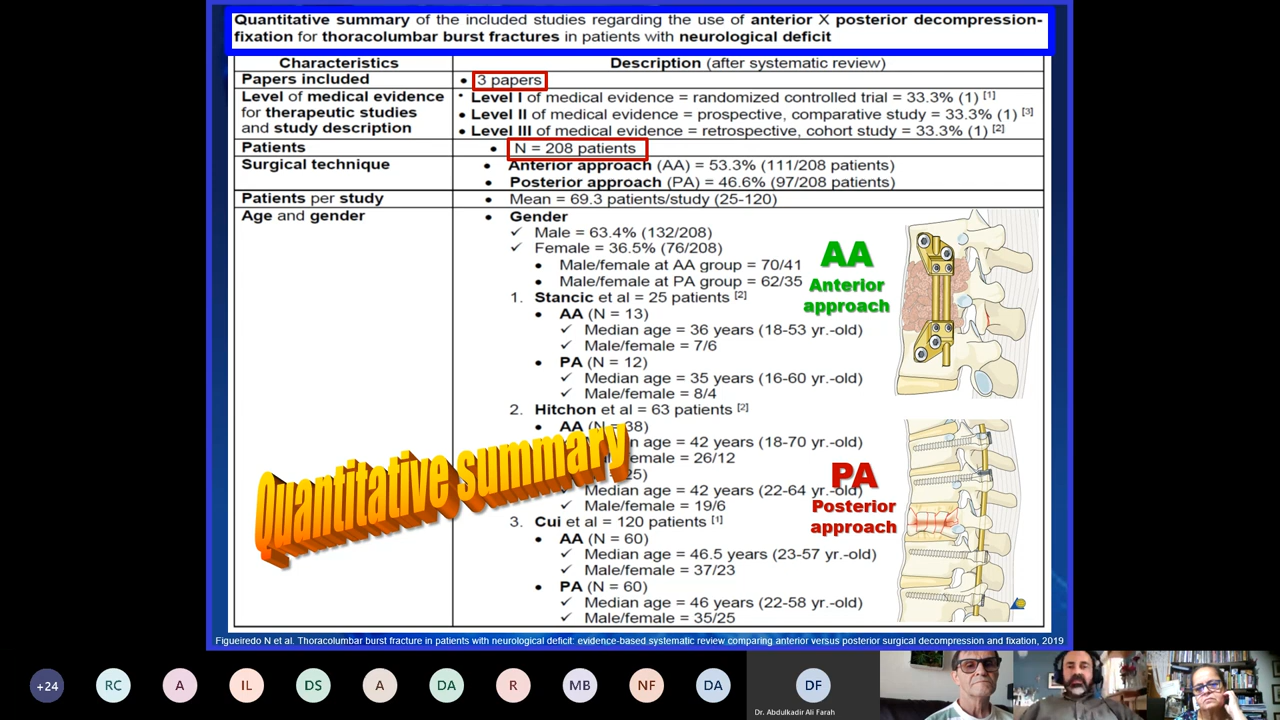 Quantitative summary of the included studies regarding the use of anterior X posterior decompression-
fixation for thoracolumbar burst fractures in patients with neurological deficit
Characteristics
Description (after systematic review)
Papers included
• 3 papers
Level of medical evidence
for therapeutic studies
and study description
• Level I of medical evidence = randomized controlled trial = 33.3% (1) [1]
• Level II of medical evidence = prospective, comparative study = 33.3% (1) [3]
• Level III of medical evidence = retrospective, cohort study = 33.3% (1) [2]
Patients
• N = 208 patients
Surgical technique
• Anterior approach (AA) = 53.3% (111/208 patients)
• Posterior approach (PA) = 46.6% (97/208 patients)
Patients per study
• Mean = 69.3 patients/study (25-120)
Age and gender
• Gender
✓ Male = 63.4% (132/208)
✓ Female = 36.5% (76/208)
• Male/female at AA group = 70/41
• Male/female at PA group = 62/35
1. Stancic et al = 25 patients [2]
• AA (N = 13)
✓ Median age = 36 years (18-53 yr.-old)
✓ Male/female = 7/6
• PA (N = 12)
✓ Median age = 35 years (16-60 yr.-old)
✓ Male/female = 8/4
2. Hitchon et al = 63 patients [2]
• AA (N = 38)
age = 42 years (18-70 yr.-old)
= 26/12
25)
Median age = 42 years (22-64 yr.-old)
✓ Male/female = 19/6
3. Cui et al = 120 patients [1]
• AA (N = 60)
✓ Median age = 46.5 years (23-57 yr.-old)
✓ Male/female = 37/23
• PA (N = 60)
✓ Median age = 46 years (22-58 yr.-old)
✓ Male/female = 35/25
AA
Anterior
approach
PA
Posterior
approach
Quantitative summary
Figueiredo N et al. Thoracolumbar burst fracture in patients with neurological deficit: evidence-based systematic review comparing anterior versus posterior surgical decompression and fixation, 2019
+24
RC
A
IL
DS
A
DA
R
MB
NF
DA
DF
Dr. Abdulkadir Ali Farah